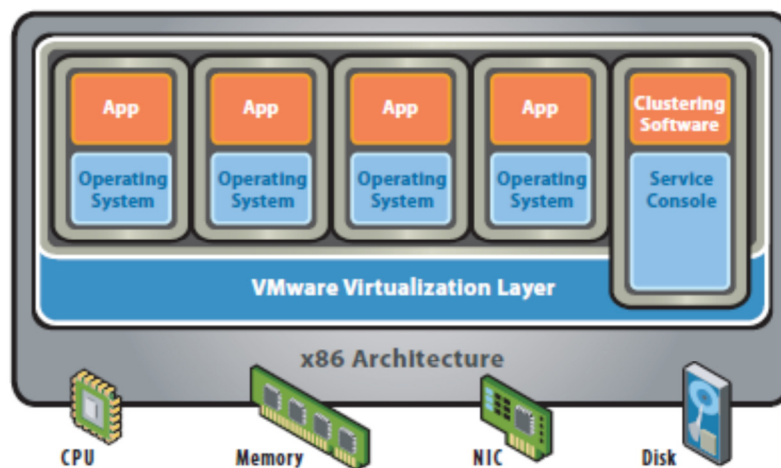 App
App
App
App
Clustering
Software
Operating
System
Operating
System
Operating
System
Operating
System
Service
Console
VMware Virtualization Layer
x86 Architecture
CPU
Memory
NIC
Disk